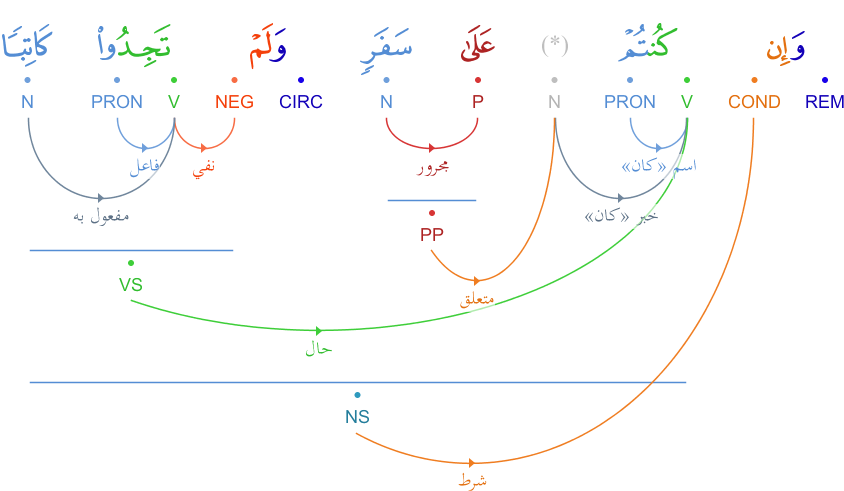 وَإِن كُنتُمْ (*) عَلَىٰ سَفَرٍ وَلَمْ تَجِدُوا۟ كَاتِبًا
REM COND V PRON N P N CIRC NEG V PRON N
اسم «كان» مجرور نفي فاعل
خبر «كان» مفعول به
PP
VS
متعلق
حال
NS
شرط